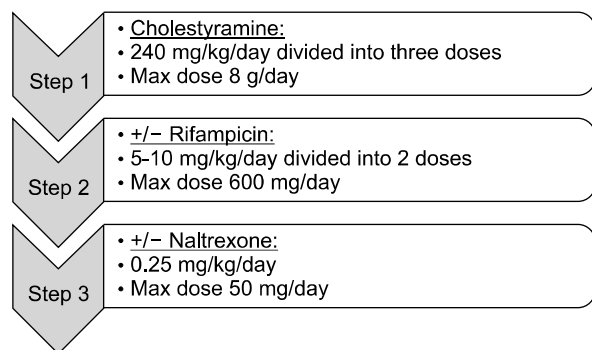 Step 1
• Cholestyramine:
• 240 mg/kg/day divided into three doses
• Max dose 8 g/day
Step 2
• +/− Rifampicin:
• 5-10 mg/kg/day divided into 2 doses
• Max dose 600 mg/day
Step 3
• +/− Naltrexone:
• 0.25 mg/kg/day
• Max dose 50 mg/day